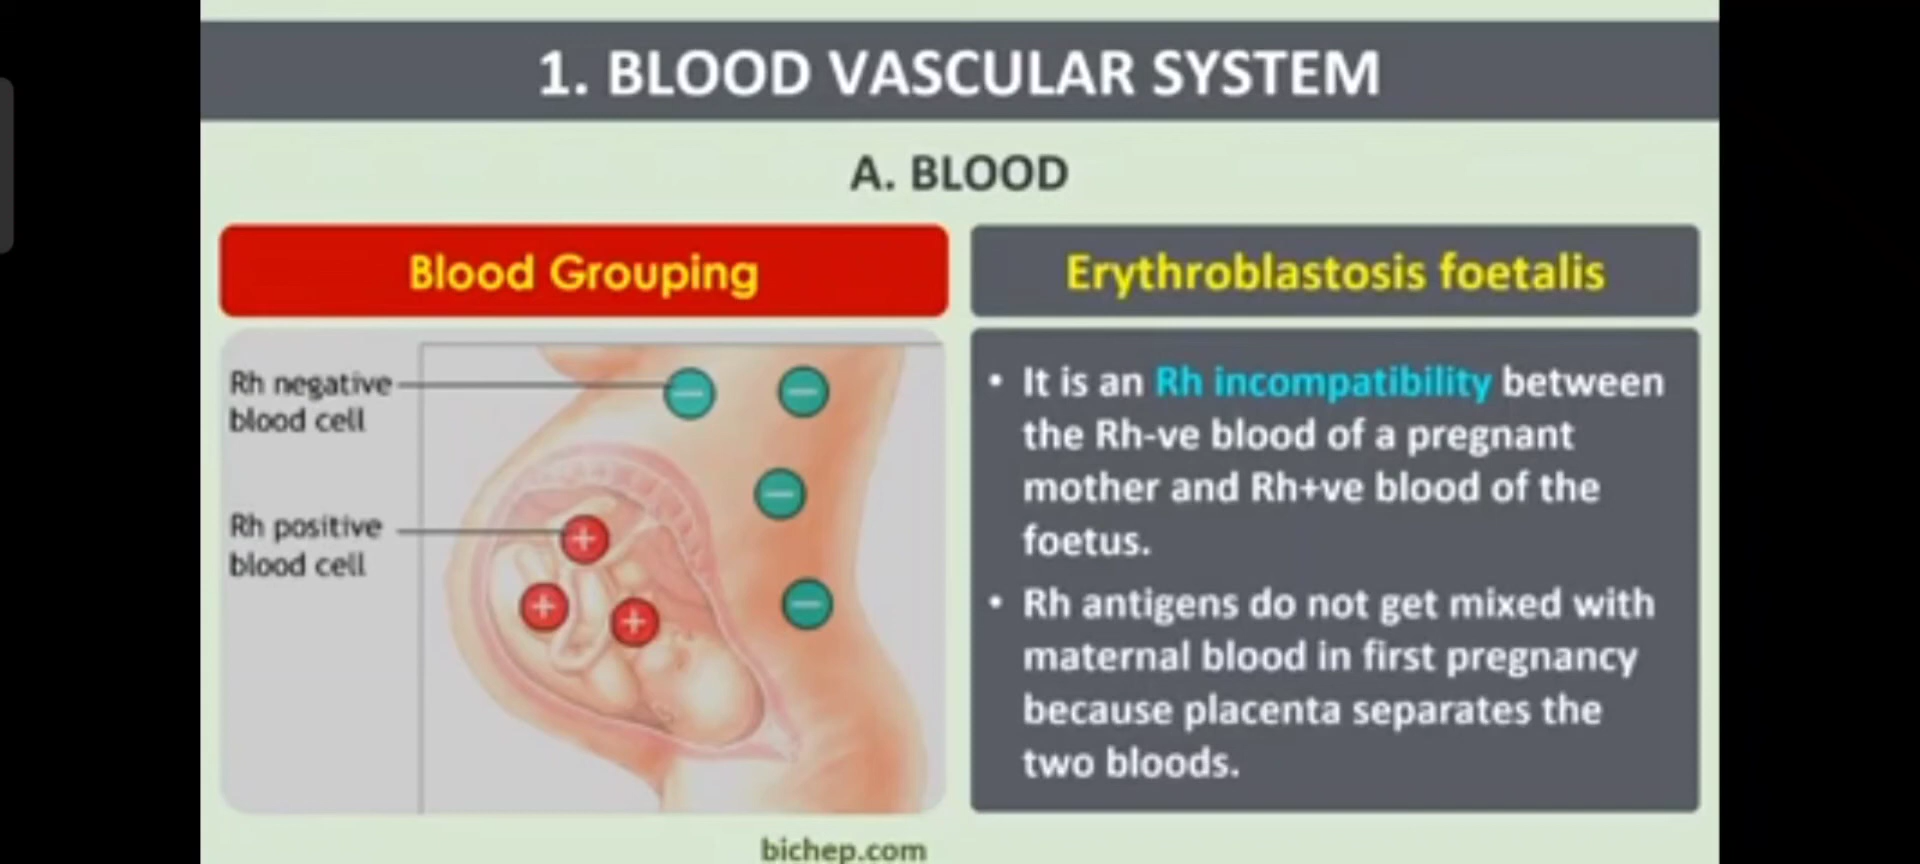 1. BLOOD VASCULAR SYSTEM
A. BLOOD
Blood Grouping
Rh negative
blood cell
Rh positive
blood cell
Erythroblastosis foetalis
• It is an Rh incompatibility between
the Rh-ve blood of a pregnant
mother and Rh+ve blood of the
foetus.
• Rh antigens do not get mixed with
maternal blood in first pregnancy
because placenta separates the
two bloods.
bichep.com